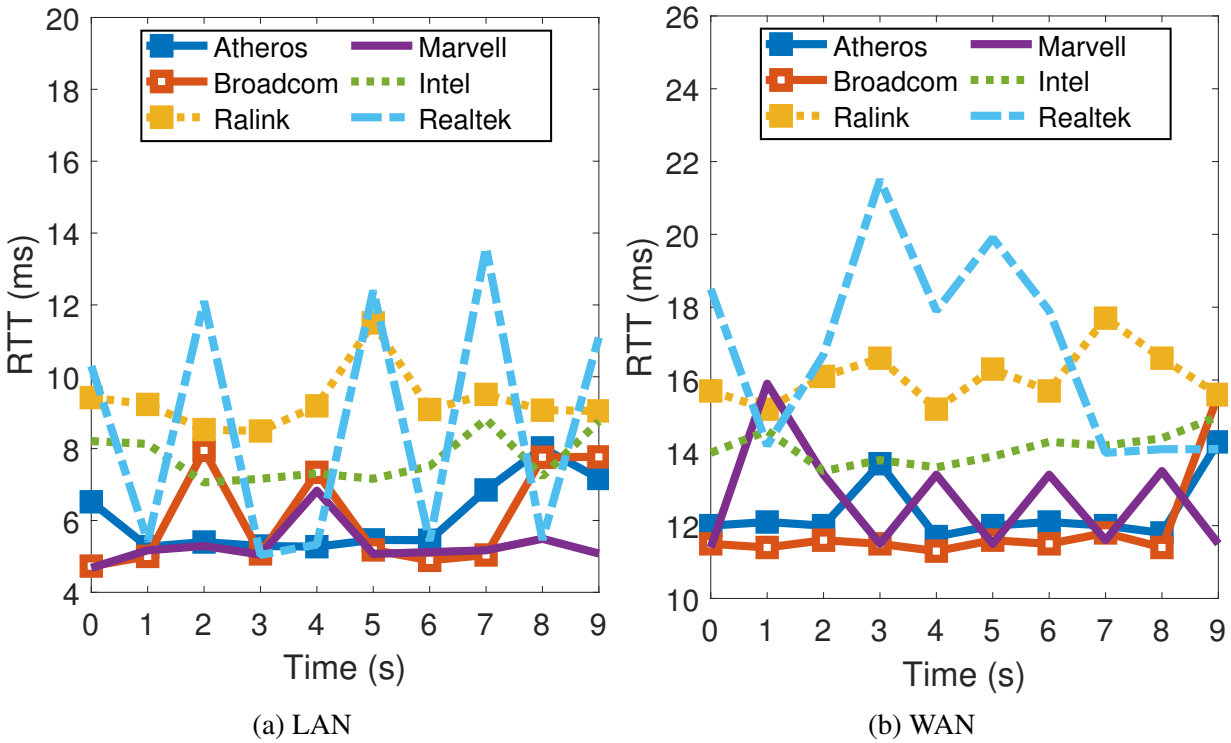 20
18
16
14
12
10
8
6
4
RTT (ms)
Atheros
Broadcom
Ralink
Marvell
Intel
Realtek
0 1 2 3 4 5 6 7 8 9
Time (s)
(a) LAN
26
24
22
20
18
16
14
12
10
RTT (ms)
Atheros
Broadcom
Ralink
Marvell
Intel
Realtek
0 1 2 3 4 5 6 7 8 9
Time (s)
(b) WAN